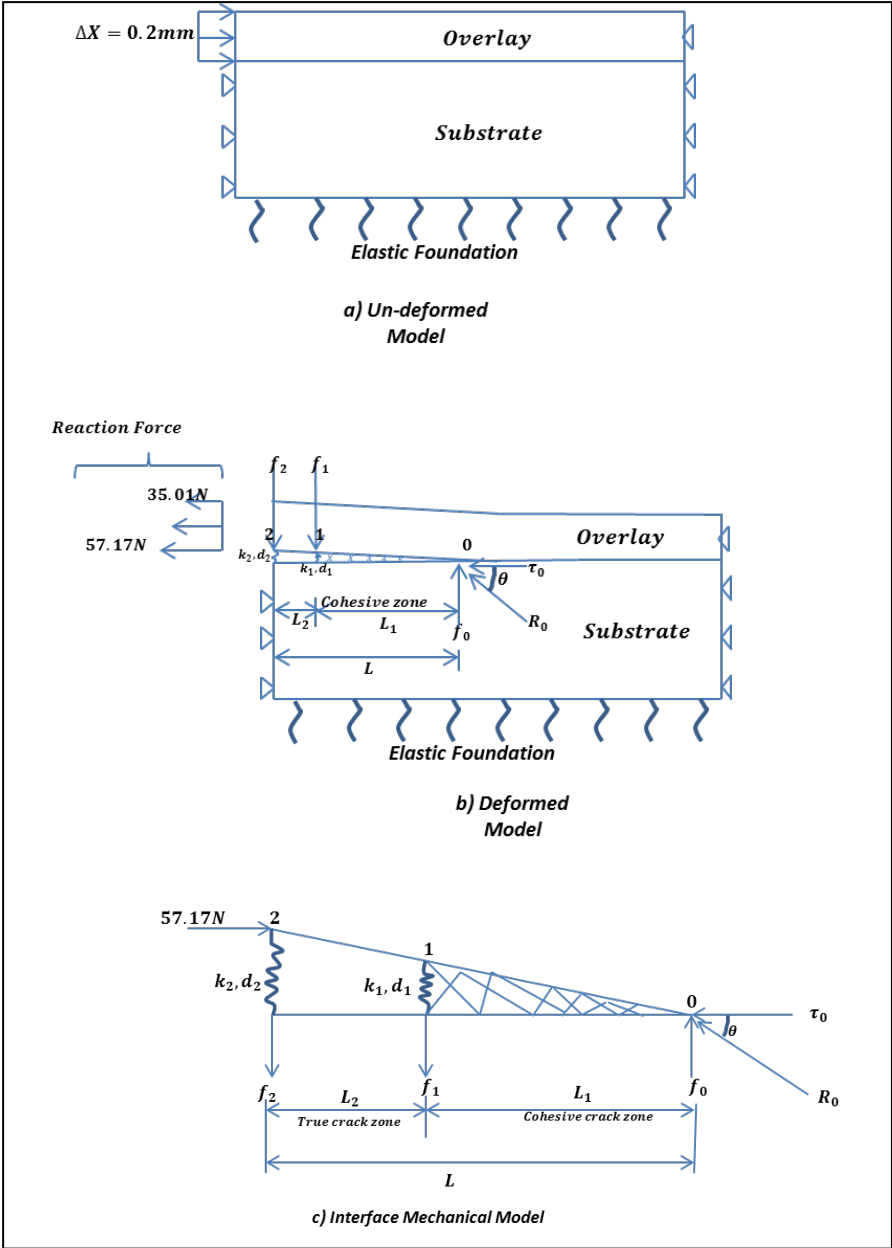 ΔX = 0.2mm
Overlay
Substrate
Elastic Foundation
a) Un-deformed
Model
Reaction Force
f₂ f₁
35.01N
57.17N
2 1 0
k₂,d₂
k₁,d₁
Overlay
τ₀
θ
Cohesive zone
L₂ L₁
f₀
R₀
Substrate
L
Elastic Foundation
b) Deformed
Model
57.17N
2
1
k₂,d₂
k₁,d₁
0
τ₀
θ
f₂ f₁ f₀
R₀
L₂ L₁
True crack zone Cohesive crack zone
L
c) Interface Mechanical Model